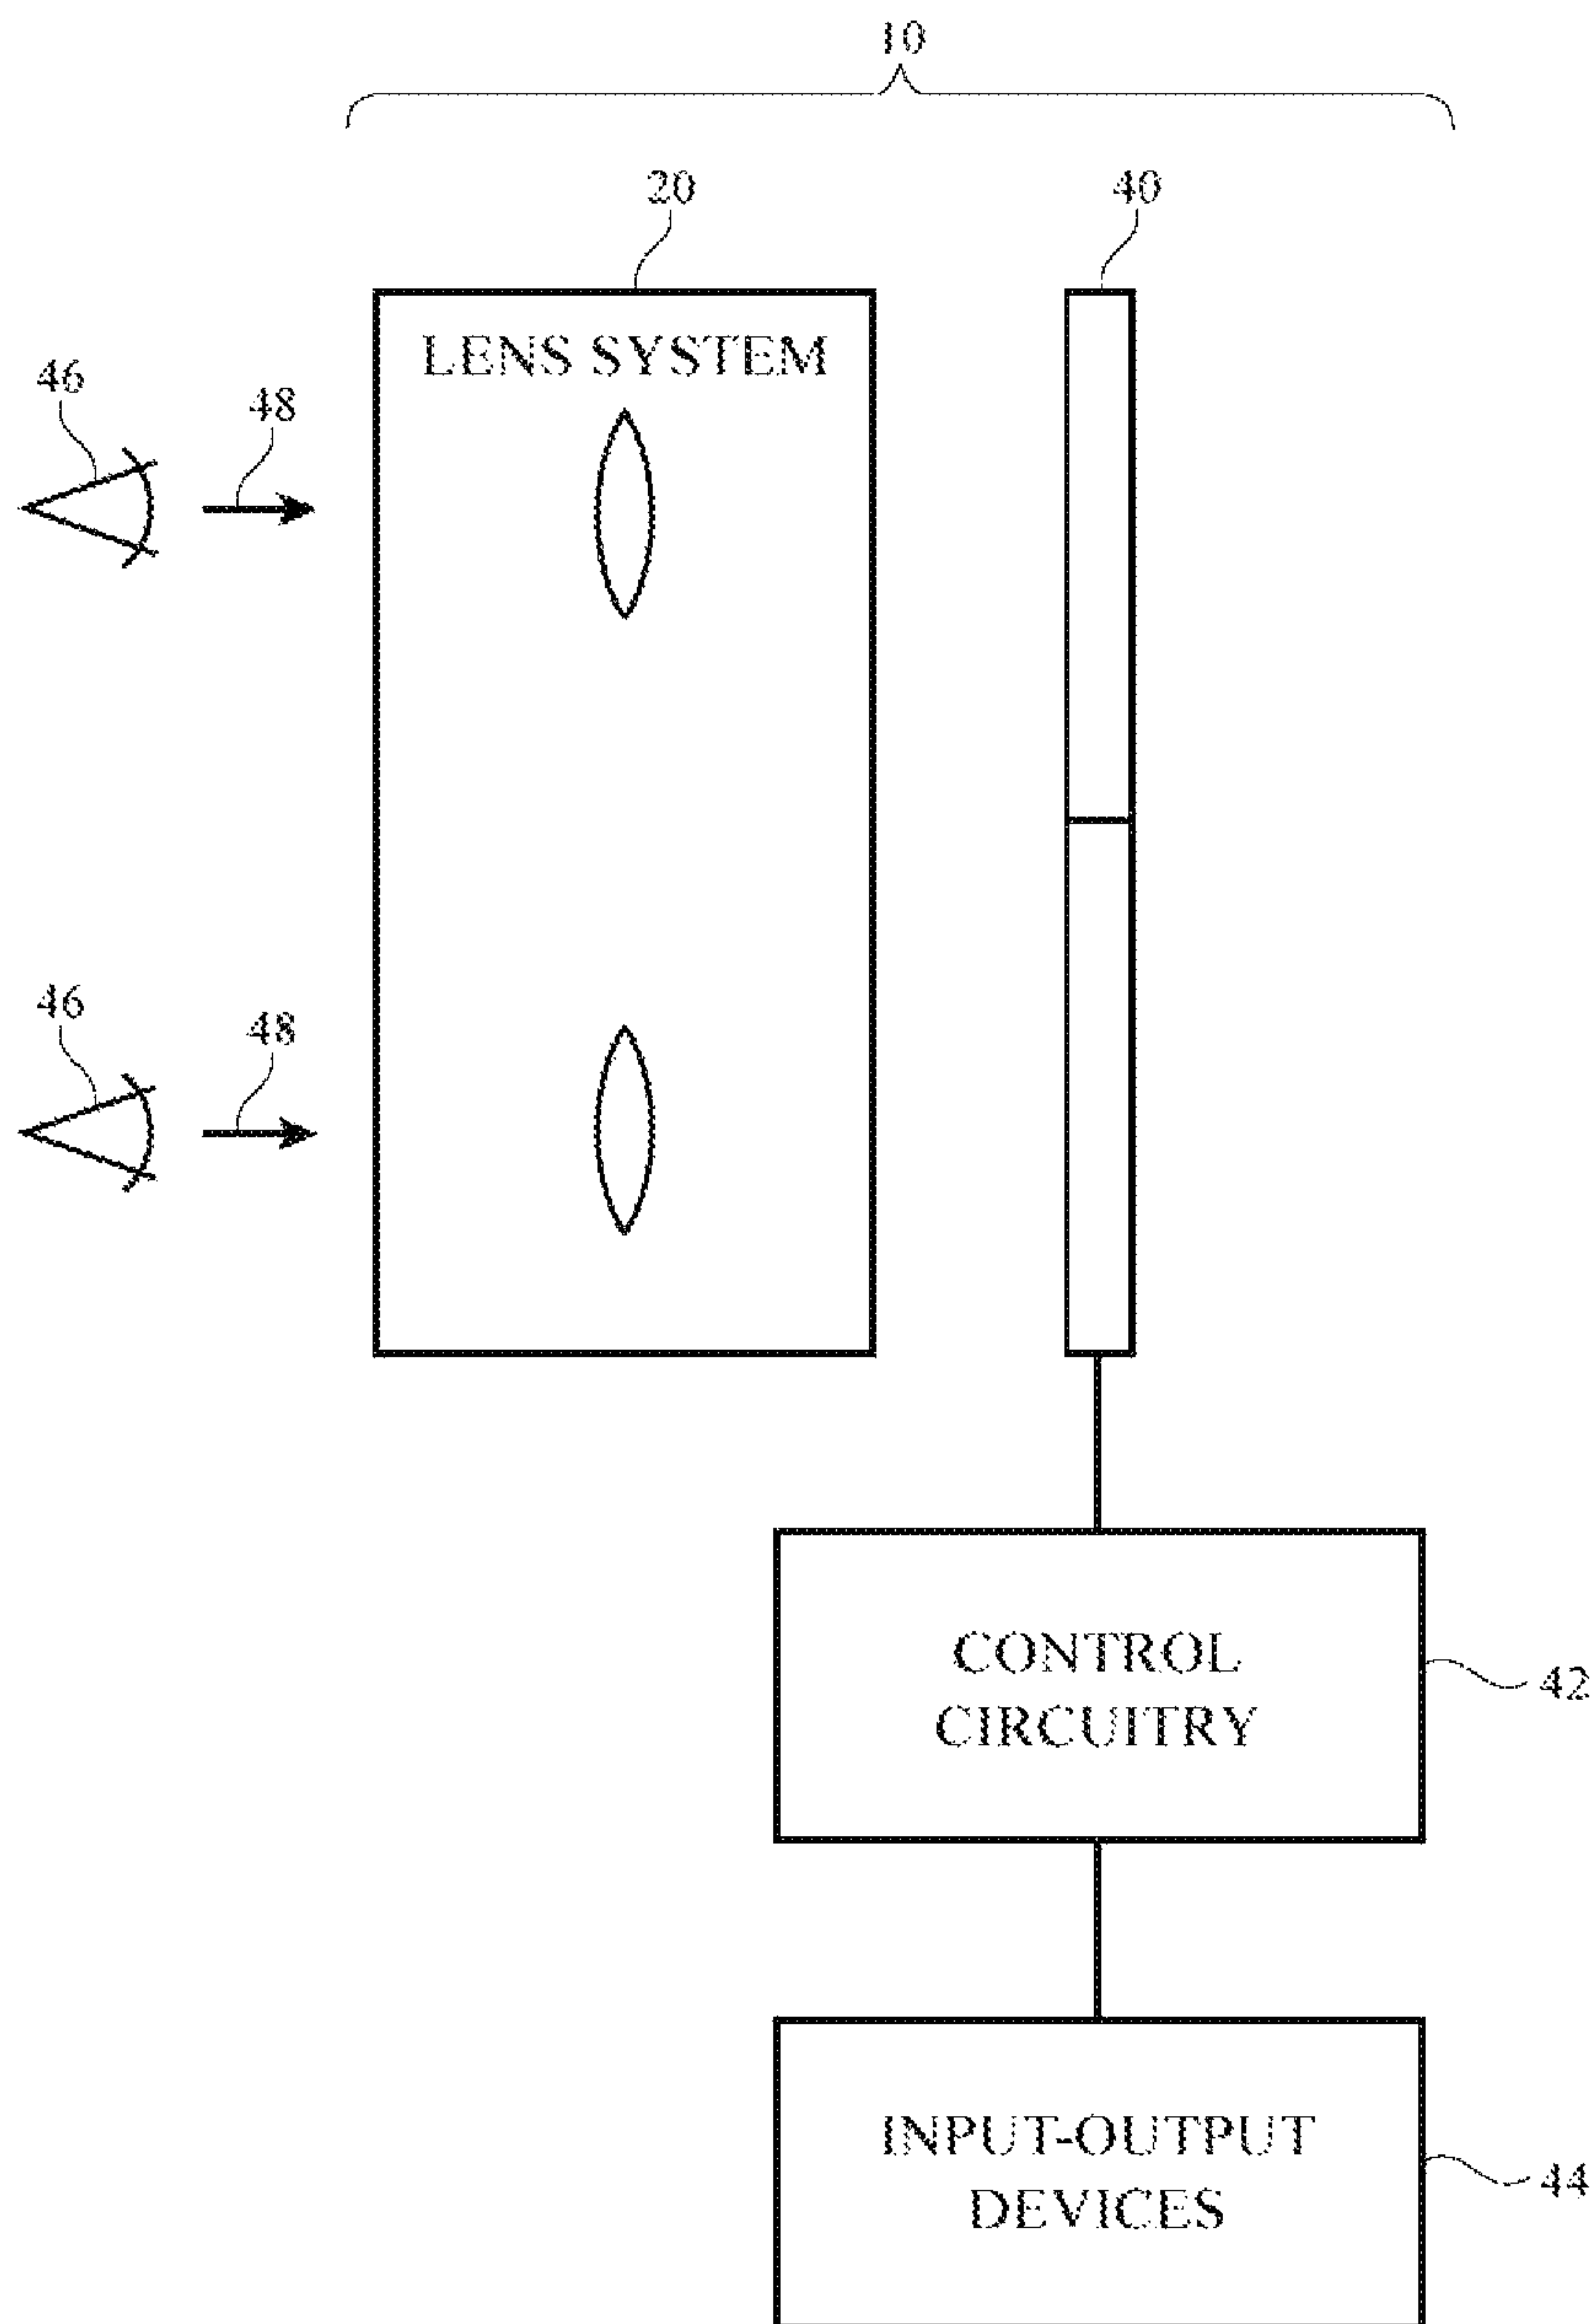 10
20
40
LENS SYSTEM
46
48
46
48
CONTROL
CIRCUITRY
42
INPUT-OUTPUT
DEVICES
44